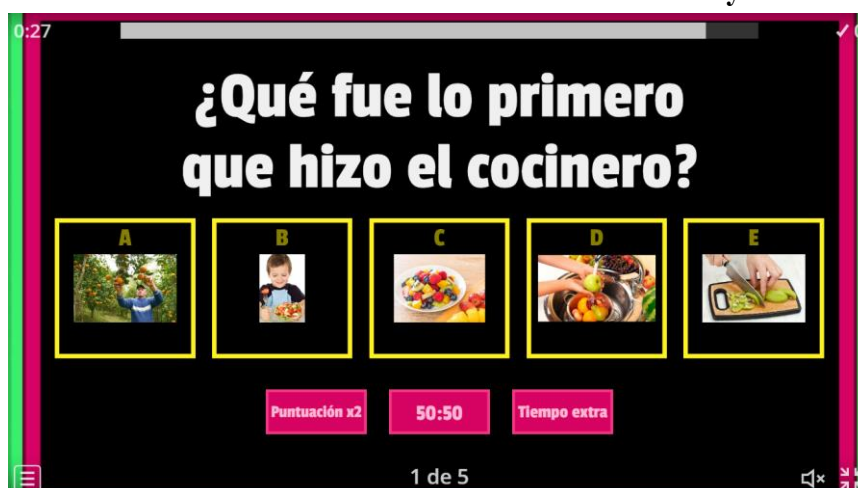 0:27
¿Qué fue lo primero
que hizo el cocinero?
A
B
C
D
E
Puntuación x2
50:50
Tiempo extra
1 de 5